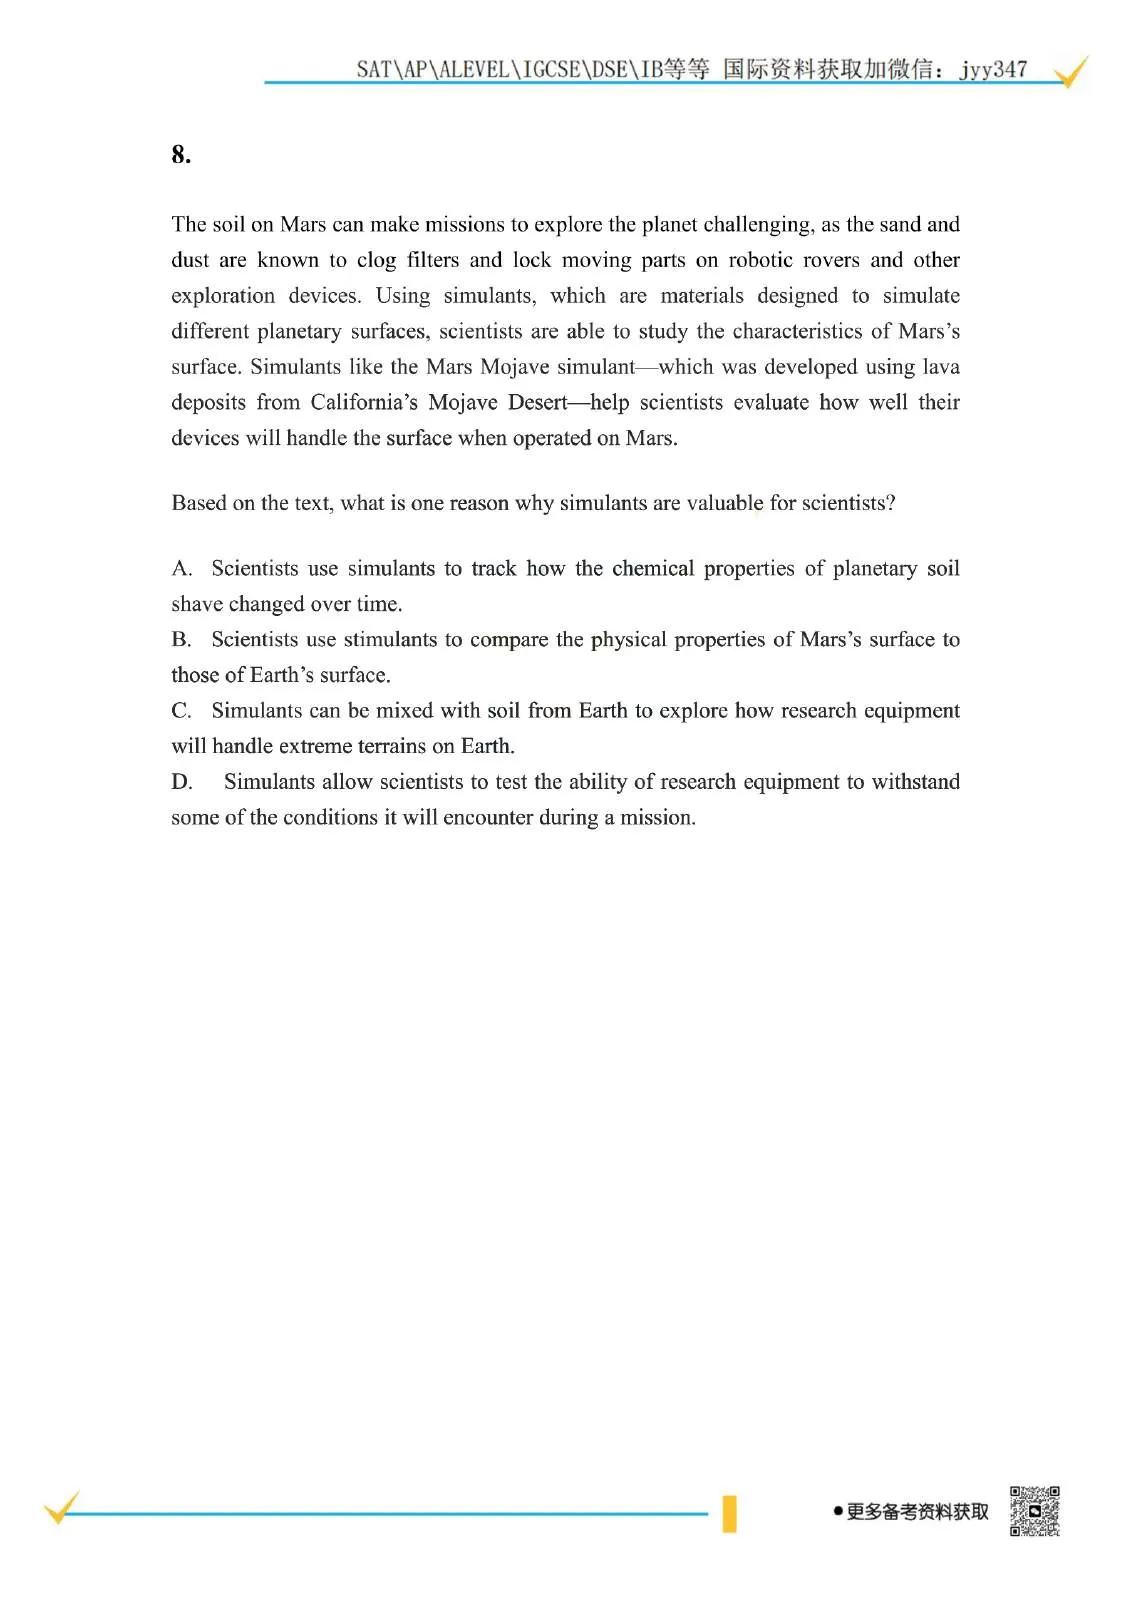 SAT\AP\ALEVEL\IGCSE\DSE\IB等等 国际资料获取加微信：jyy347
8.
The soil on Mars can make missions to explore the planet challenging, as the sand and
dust are known to clog filters and lock moving parts on robotic rovers and other
exploration devices. Using simulants, which are materials designed to simulate
different planetary surfaces, scientists are able to study the characteristics of Mars’s
surface. Simulants like the Mars Mojave simulant—which was developed using lava
deposits from California’s Mojave Desert—help scientists evaluate how well their
devices will handle the surface when operated on Mars.
Based on the text, what is one reason why simulants are valuable for scientists?
A. Scientists use simulants to track how the chemical properties of planetary soil
shave changed over time.
B. Scientists use stimulants to compare the physical properties of Mars’s surface to
those of Earth’s surface.
C. Simulants can be mixed with soil from Earth to explore how research equipment
will handle extreme terrains on Earth.
D. Simulants allow scientists to test the ability of research equipment to withstand
some of the conditions it will encounter during a mission.
●更多备考资料获取